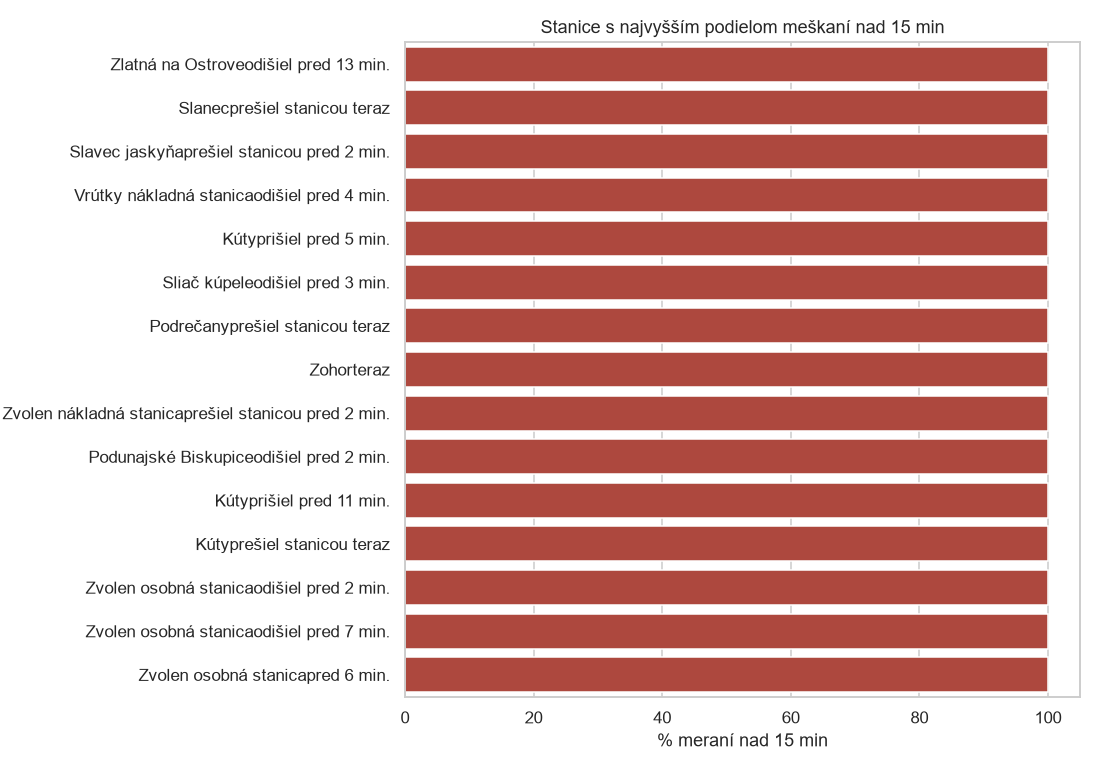 Stanice s najvyšším podielom meškaní nad 15 min
Zlatná na Ostroveodišiel pred 13 min.
Slanecprešiel stanicou teraz
Slavec jaskyňaprešiel stanicou pred 2 min.
Vrútky nákladná stanicaodišiel pred 4 min.
Kútyprišiel pred 5 min.
Sliač kúpeleodišiel pred 3 min.
Podrečanyprešiel stanicou teraz
Zohorteraz
Zvolen nákladná stanicaprešiel stanicou pred 2 min.
Podunajské Biskupiceodišiel pred 2 min.
Kútyprišiel pred 11 min.
Kútyprešiel stanicou teraz
Zvolen osobná stanicaodišiel pred 2 min.
Zvolen osobná stanicaodišiel pred 7 min.
Zvolen osobná stanicapred 6 min.
0 20 40 60 80 100
% meraní nad 15 min